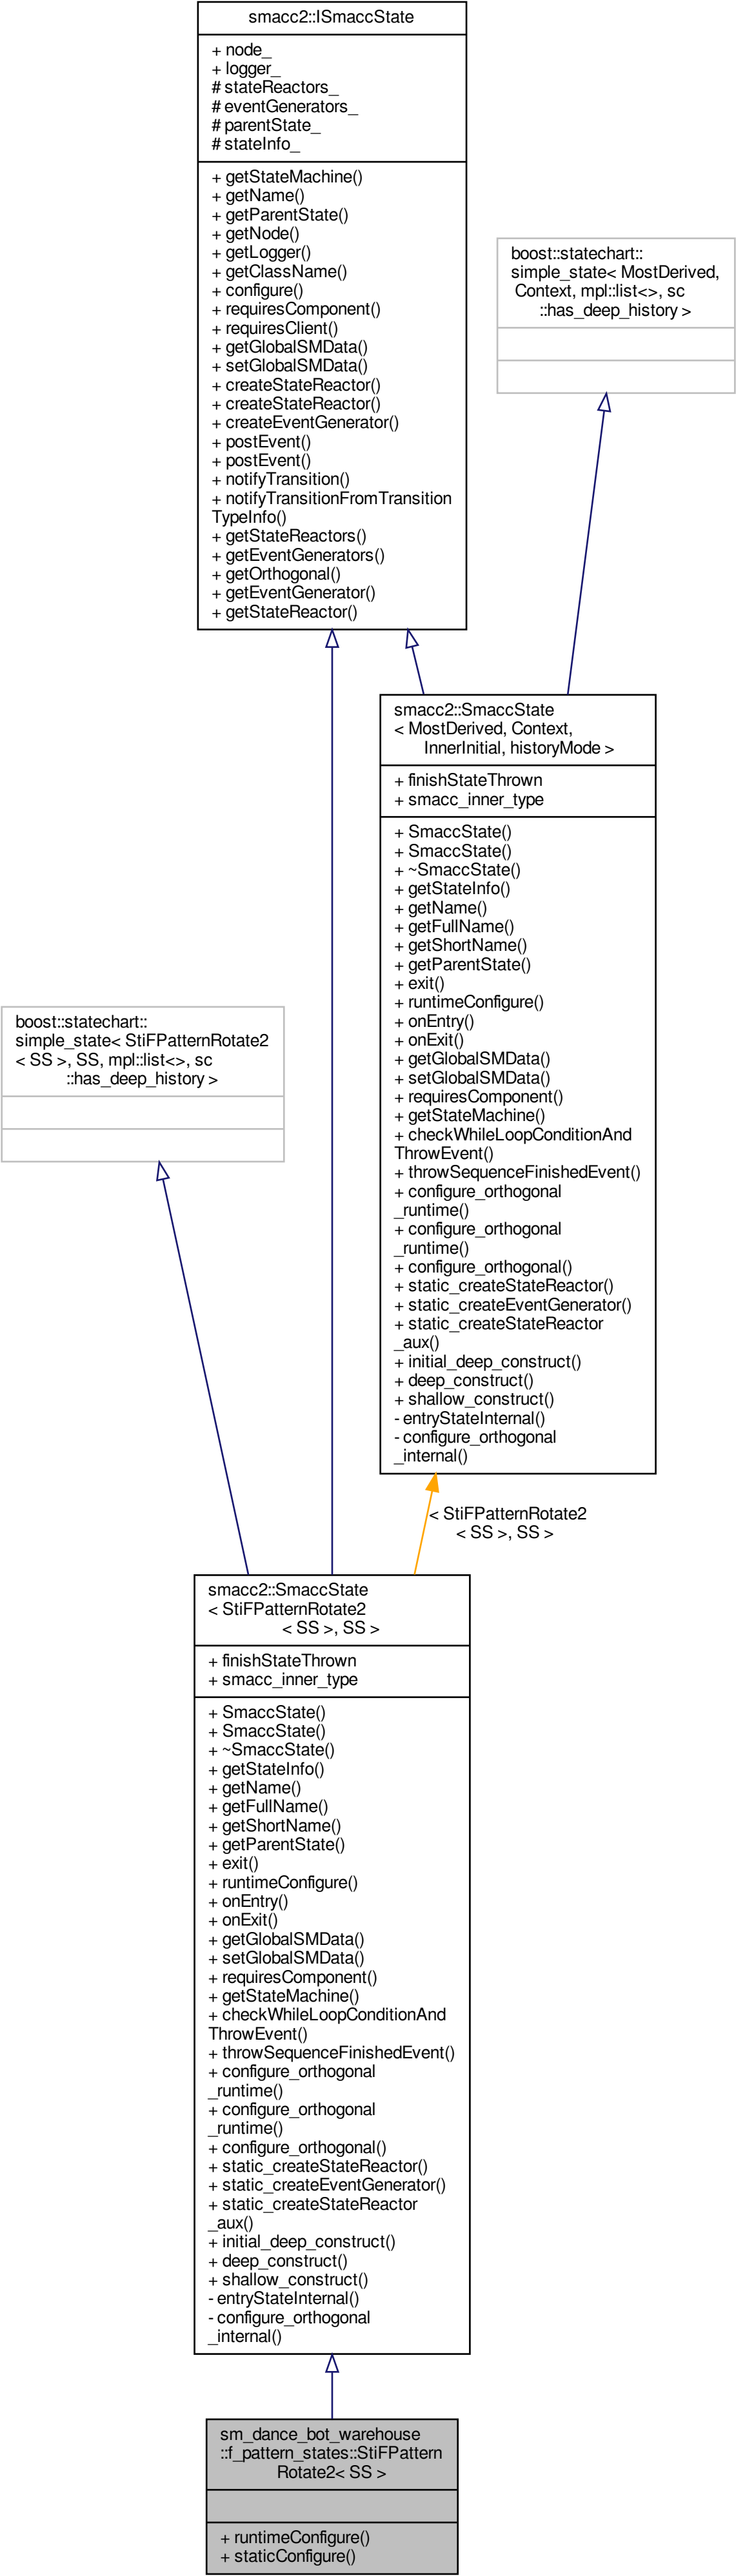 smacc2::ISmaccState
+ node_
+ logger_
# stateReactors_
# eventGenerators_
# parentState_
# stateInfo_
+ getStateMachine()
+ getName()
+ getParentState()
+ getNode()
+ getLogger()
+ getClassName()
+ configure()
+ requiresComponent()
+ requiresClient()
+ getGlobalSMData()
+ setGlobalSMData()
+ createStateReactor()
+ createStateReactor()
+ createEventGenerator()
+ postEvent()
+ postEvent()
+ notifyTransition()
+ notifyTransitionFromTransition
TypeInfo()
+ getStateReactors()
+ getEventGenerators()
+ getOrthogonal()
+ getEventGenerator()
+ getStateReactor()
boost::statechart::
simple_state< MostDerived,
Context, mpl::list<>, sc
::has_deep_history >
smacc2::SmaccState
< MostDerived, Context,
InnerInitial, historyMode >
+ finishStateThrown
+ smacc_inner_type
+ SmaccState()
+ SmaccState()
+ ~SmaccState()
+ getStateInfo()
+ getName()
+ getFullName()
+ getShortName()
+ getParentState()
+ exit()
+ runtimeConfigure()
+ onEntry()
+ onExit()
+ getGlobalSMData()
+ setGlobalSMData()
+ requiresComponent()
+ getStateMachine()
+ checkWhileLoopConditionAnd
ThrowEvent()
+ throwSequenceFinishedEvent()
+ configure_orthogonal
_runtime()
+ configure_orthogonal
_runtime()
+ configure_orthogonal()
+ static_createStateReactor()
+ static_createEventGenerator()
+ static_createStateReactor
_aux()
+ initial_deep_construct()
+ deep_construct()
+ shallow_construct()
- entryStateInternal()
- configure_orthogonal
_internal()
boost::statechart::
simple_state< StiFPatternRotate2
< SS >, SS, mpl::list<>, sc
::has_deep_history >
< StiFPatternRotate2
< SS >, SS >
smacc2::SmaccState
< StiFPatternRotate2
< SS >, SS >
+ finishStateThrown
+ smacc_inner_type
+ SmaccState()
+ SmaccState()
+ ~SmaccState()
+ getStateInfo()
+ getName()
+ getFullName()
+ getShortName()
+ getParentState()
+ exit()
+ runtimeConfigure()
+ onEntry()
+ onExit()
+ getGlobalSMData()
+ setGlobalSMData()
+ requiresComponent()
+ getStateMachine()
+ checkWhileLoopConditionAnd
ThrowEvent()
+ throwSequenceFinishedEvent()
+ configure_orthogonal
_runtime()
+ configure_orthogonal
_runtime()
+ configure_orthogonal()
+ static_createStateReactor()
+ static_createEventGenerator()
+ static_createStateReactor
_aux()
+ initial_deep_construct()
+ deep_construct()
+ shallow_construct()
- entryStateInternal()
- configure_orthogonal
_internal()
sm_dance_bot_warehouse
::f_pattern_states::StiFPattern
Rotate2< SS >
+ runtimeConfigure()
+ staticConfigure()